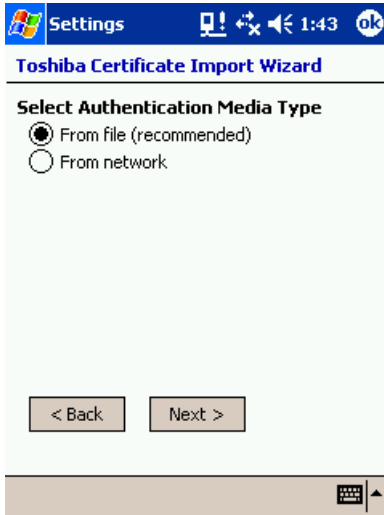 Settings 1:43 ok
Toshiba Certificate Import Wizard
Select Authentication Media Type
From file (recommended)
From network
< Back Next >